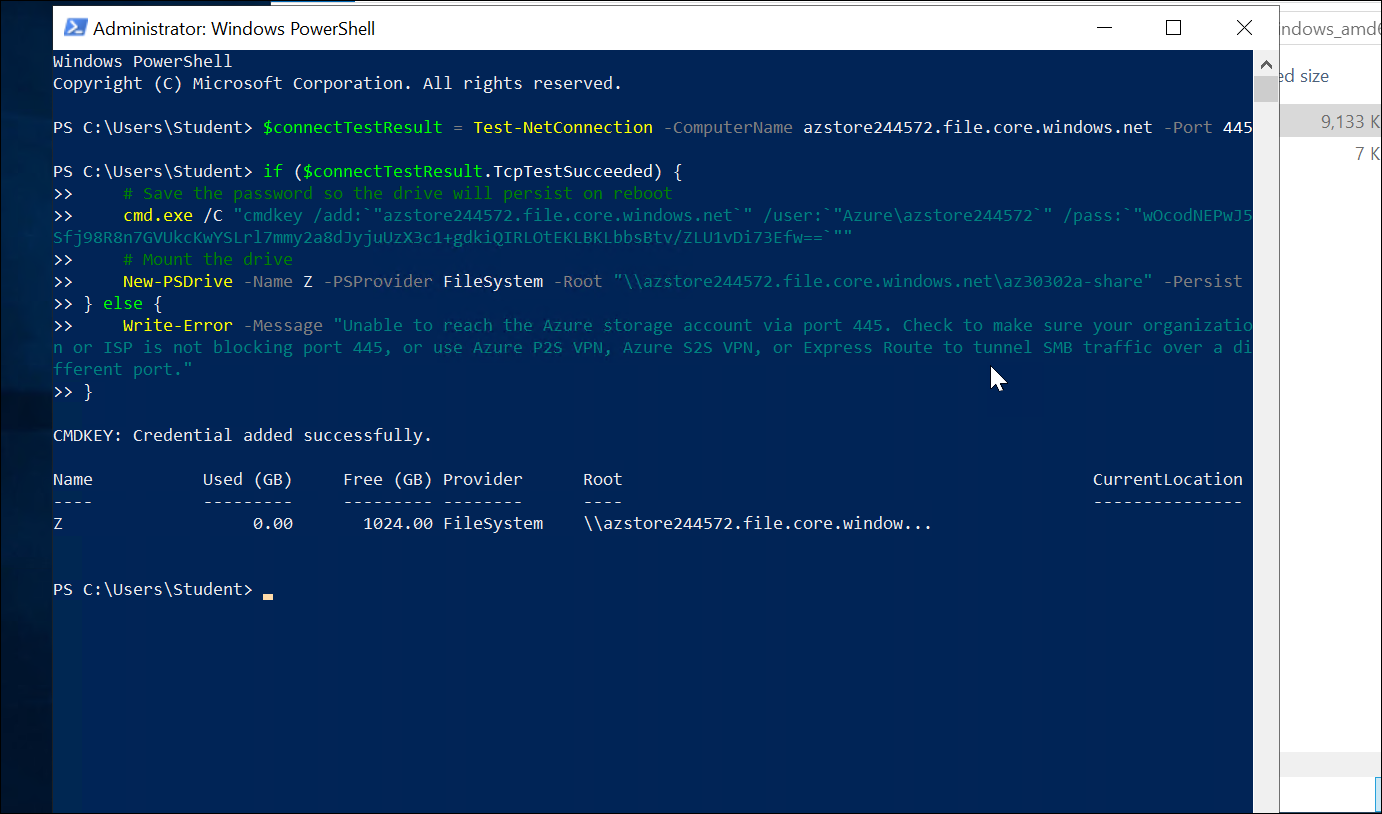 Administrator: Windows PowerShell
ed size
9,133 K
7 K
Windows PowerShell
Copyright (C) Microsoft Corporation. All rights reserved.
PS C:\Users\Student> $connectTestResult = Test-NetConnection -ComputerName azstore244572.file.core.windows.net -Port 445
PS C:\Users\Student> if ($connectTestResult.TcpTestSucceeded) {
>>     # Save the password so the drive will persist on reboot
>>     cmd.exe /C "cmdkey /add:`"azstore244572.file.core.windows.net`" /user:`"Azure\azstore244572`" /pass:`"wOcodNEPwJ5
Sfj98R8n7GVUkcKwYSLrl7mmy2a8dJyjuUzX3c1+gdkiQIRLOtEKLBKLbbsBtv/ZLU1vDi73Efw==`""
>>     # Mount the drive
>>     New-PSDrive -Name Z -PSProvider FileSystem -Root "\\azstore244572.file.core.windows.net\az30302a-share" -Persist
>> } else {
>>     Write-Error -Message "Unable to reach the Azure storage account via port 445. Check to make sure your organizatio
n or ISP is not blocking port 445, or use Azure P2S VPN, Azure S2S VPN, or Express Route to tunnel SMB traffic over a di
fferent port."
>> }
CMDKEY: Credential added successfully.
Name           Used (GB)     Free (GB) Provider      Root                                               CurrentLocation
----           ---------     --------- --------      ----                                               ---------------
Z                   0.00       1024.00 FileSystem    \\azstore244572.file.core.window...
PS C:\Users\Student>